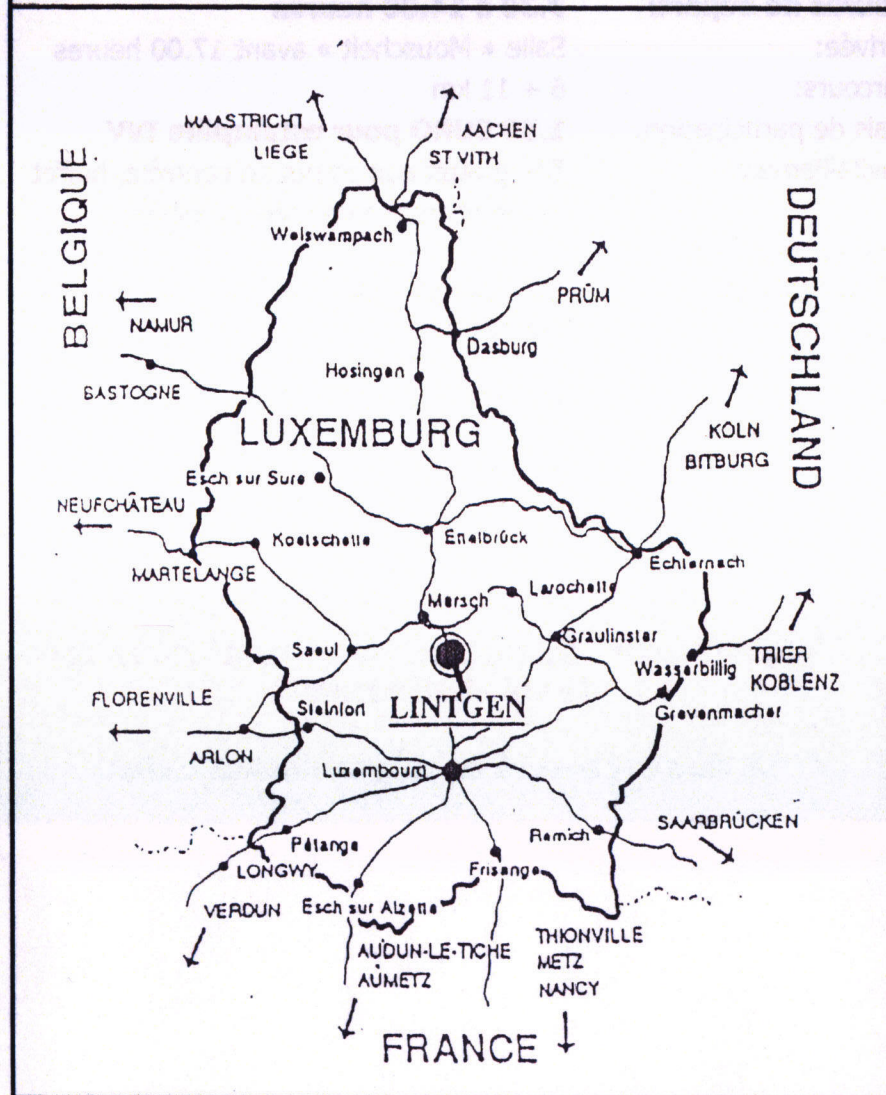 MAASTRICHT
LIEGE
AACHEN
ST VITH
BELGIQUE
DEUTSCHLAND
Weiswampach
NAMUR
PRÜM
Dasburg
Hosingen
BASTOGNE
LUXEMBURG
KÖLN
BITBURG
Esch sur Sure
NEUFCHÂTEAU
Koetschette
Ettelbrück
Echternach
MARTELANGE
Mersch
Larochette
Saeul
Graulinster
Wasserbillig
TRIER
KOBLENZ
FLORENVILLE
Steinfort
LINTGEN
Grevenmacher
ARLON
Luxembourg
SAARBRÜCKEN
Pétange
Remich
LONGWY
Frisange
VERDUN
Esch sur Alzette
AUDUN-LE-TICHE
AUMETZ
THIONVILLE
METZ
NANCY
FRANCE